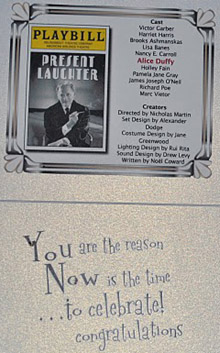 PLAYBILL
PRESENT
LAUGHTER
Cast
Victor Garber
Harriet Harris
Brooks Ashmanskas
Lisa Banes
Nancy E. Carroll
Alice Duffy
Holley Fain
Pamela Jane Gray
James Joseph O'Neil
Richard Poe
Marc Vietor
Creators
Directed by Nicholas Martin
Set Design by Alexander
Dodge
Costume Design by Jane
Greenwood
Lighting Design by Rui Rita
Sound Design by Drew Levy
Written by Noël Coward
You are the reason
Now is the time
...to celebrate!
congratulations